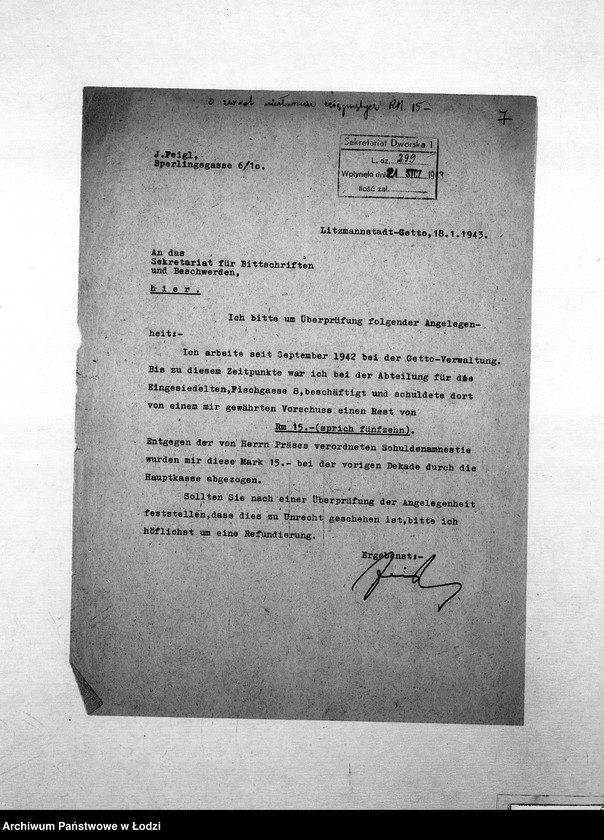 o zwrot niesłusznie ściągniętych RM. 15-
7
J.Feigl,
Sperlingsgasse 6/1o.
Sekretariat Dworska 1
L. dz. 299
Wpłynęło dnia 21 STCZ 1943
Ilość zał.
Litzmannstadt-Getto,18.1.1943.
An das
Sekretariat für Bittschriften
und Beschwerden,
h i e r .
Ich bitte um Überprüfung folgender Angelegen-
heit:-
Ich arbeite seit September 1942 bei der Getto-Verwaltung.
Bis zu diesem Zeitpunkte war ich bei der Abteilung für die
Eingesiedelten,Fischgasse 8,beschäftigt und schuldete dort
von einem mir gewährten Vorschuss einen Rest von
Rm 15.-(sprich fünfzehn).
Entgegen der von Herrn Präses verordneten Schuldenamnestie
wurden mir diese Mark 15.- bei der vorigen Dekade durch die
Hauptkasse abgezogen.
Sollten Sie nach einer Überprüfung der Angelegenheit
feststellen,dass dies zu Unrecht geschehen ist,bitte ich
höflichst um eine Refundierung.
Ergebenst:-
Feigl
Archiwum Państwowe w Łodzi